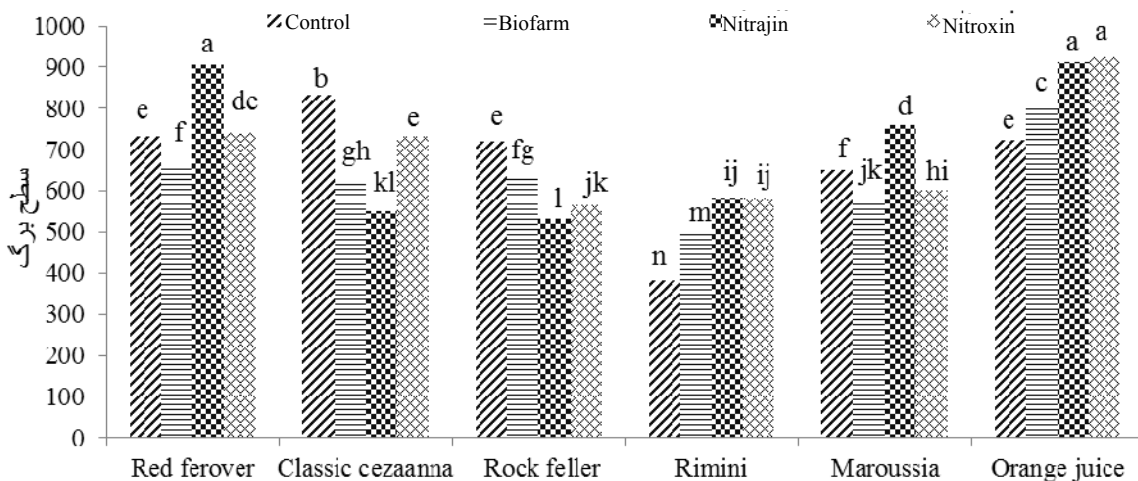 Control Biofarm Nitrajin Nitroxin
1000
900
800
700
600
500
400
300
200
100
0
سطح برگ
e f a dc
b gh kl e
e fg l jk
n m ij ij
f jk d hi
e c a a
Red ferover Classic cezaanna Rock feller Rimini Maroussia Orange juice